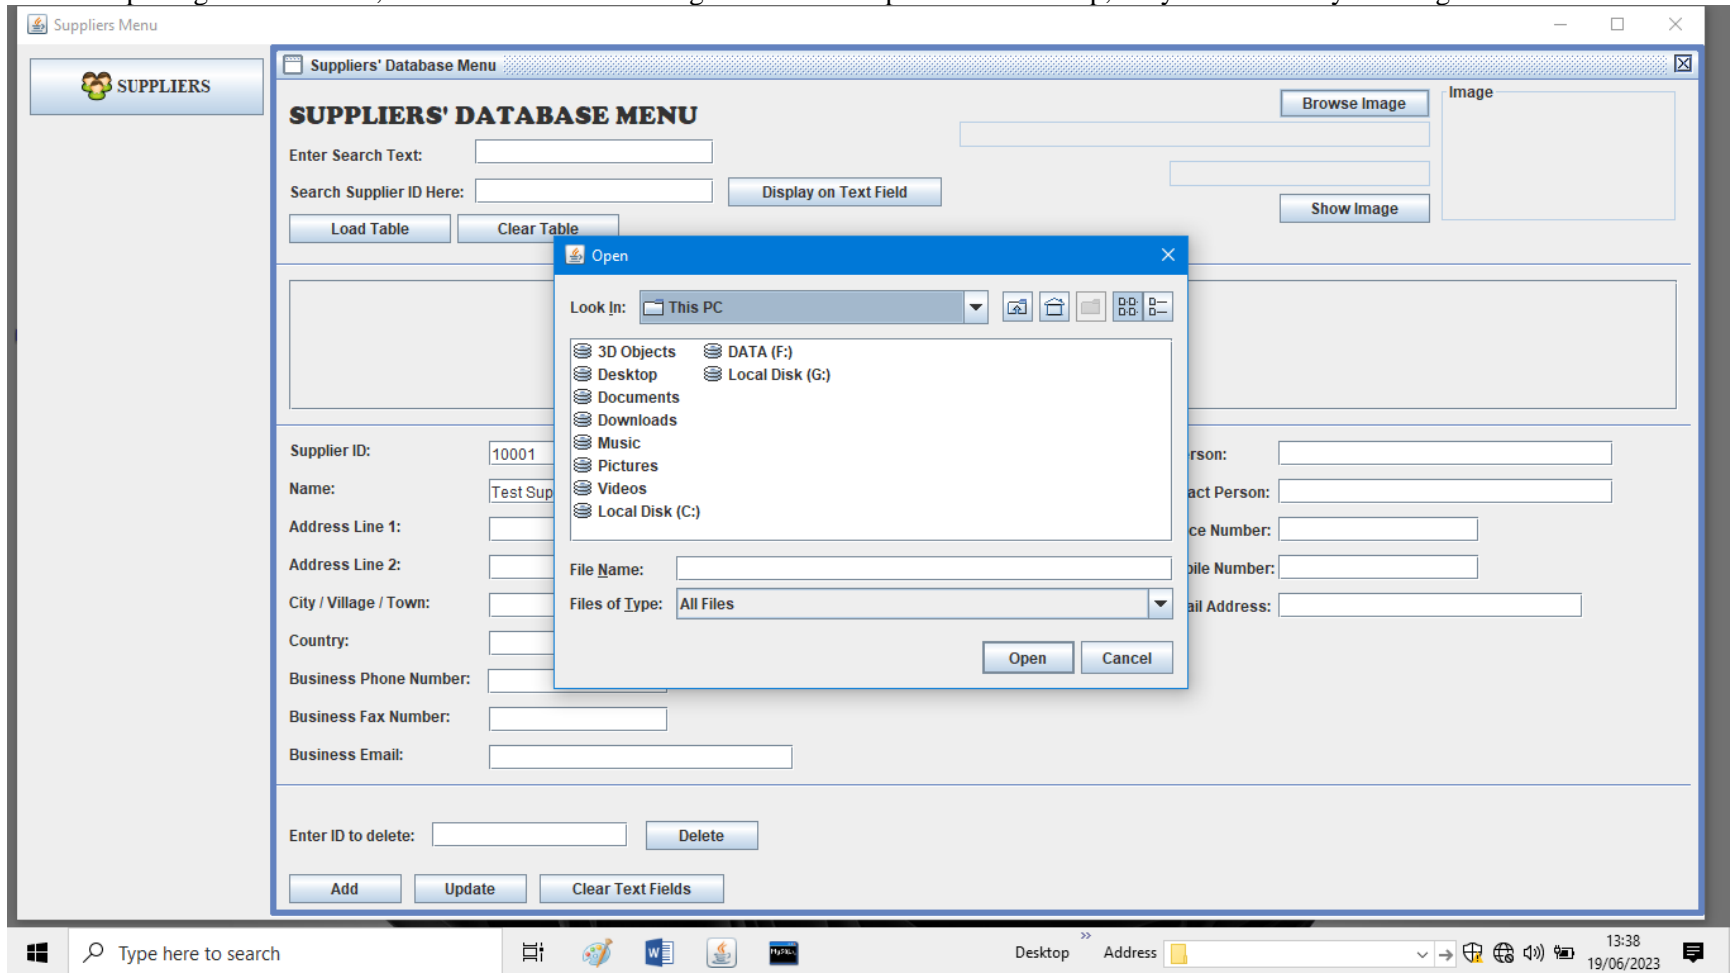 Suppliers Menu
SUPPLIERS
Suppliers' Database Menu
SUPPLIERS' DATABASE MENU
Browse Image
Image
Enter Search Text:
Search Supplier ID Here:
Display on Text Field
Show Image
Load Table
Clear Table
Open
Look In:
This PC
3D Objects
DATA (F:)
Desktop
Local Disk (G:)
Documents
Downloads
Music
Pictures
Videos
Local Disk (C:)
File Name:
Files of Type:
All Files
Open
Cancel
Supplier ID:
10001
rson:
Name:
Test Sup
act Person:
Address Line 1:
ce Number:
Address Line 2:
bile Number:
City / Village / Town:
ail Address:
Country:
Business Phone Number:
Business Fax Number:
Business Email:
Enter ID to delete:
Delete
Add
Update
Clear Text Fields
Type here to search
W
MySQL
Desktop
Address
13:38
19/06/2023